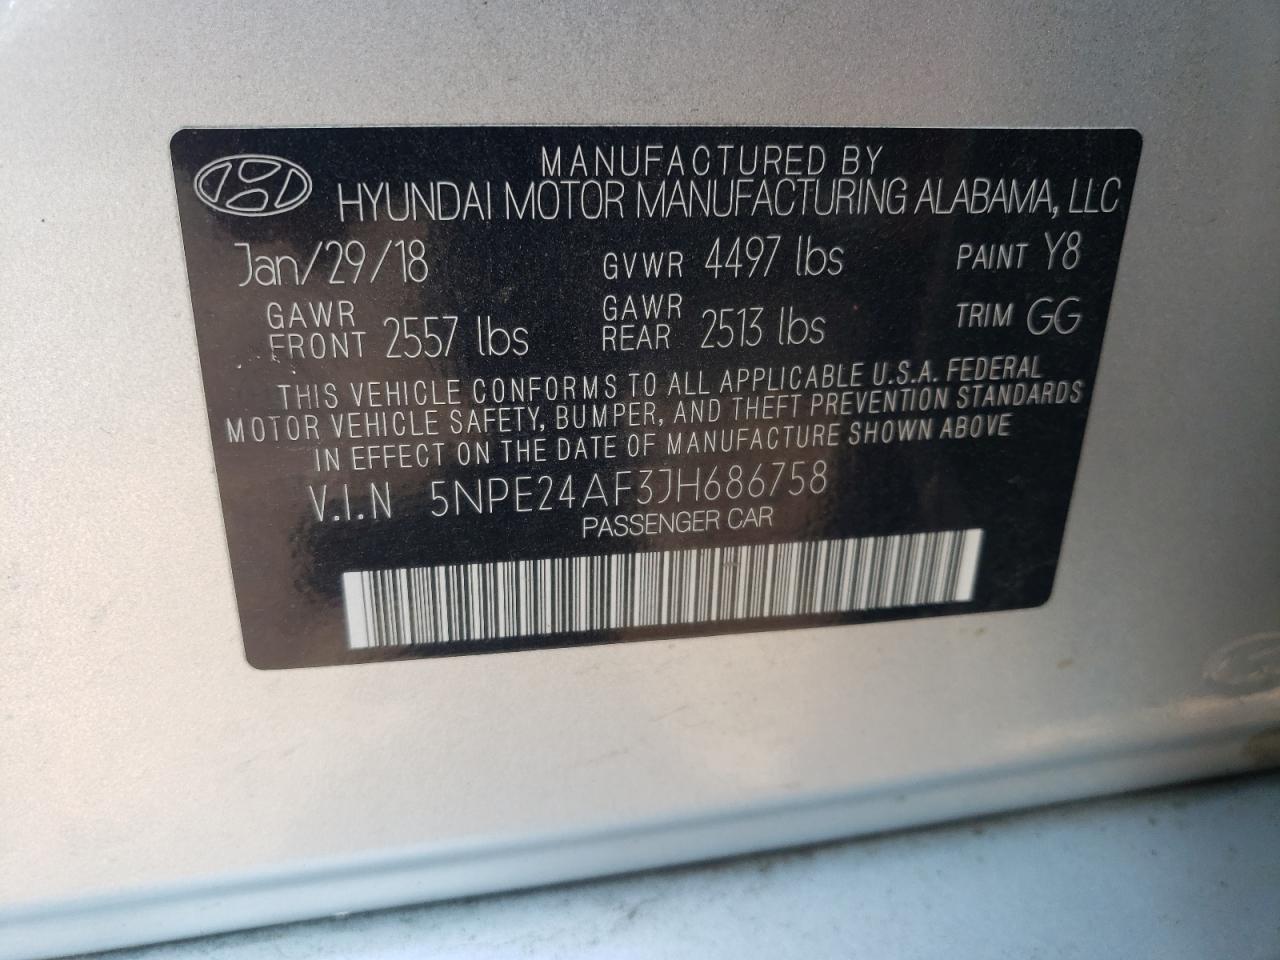 MANUFACTURED BY
HYUNDAI MOTOR MANUFACTURING ALABAMA, LLC
Jan/29/18 GVWR 4497 lbs PAINT Y8
GAWR FRONT 2557 lbs GAWR REAR 2513 lbs TRIM GG
THIS VEHICLE CONFORMS TO ALL APPLICABLE U.S.A. FEDERAL
MOTOR VEHICLE SAFETY, BUMPER, AND THEFT PREVENTION STANDARDS
IN EFFECT ON THE DATE OF MANUFACTURE SHOWN ABOVE
V.I.N 5NPE24AF3JH686758
PASSENGER CAR